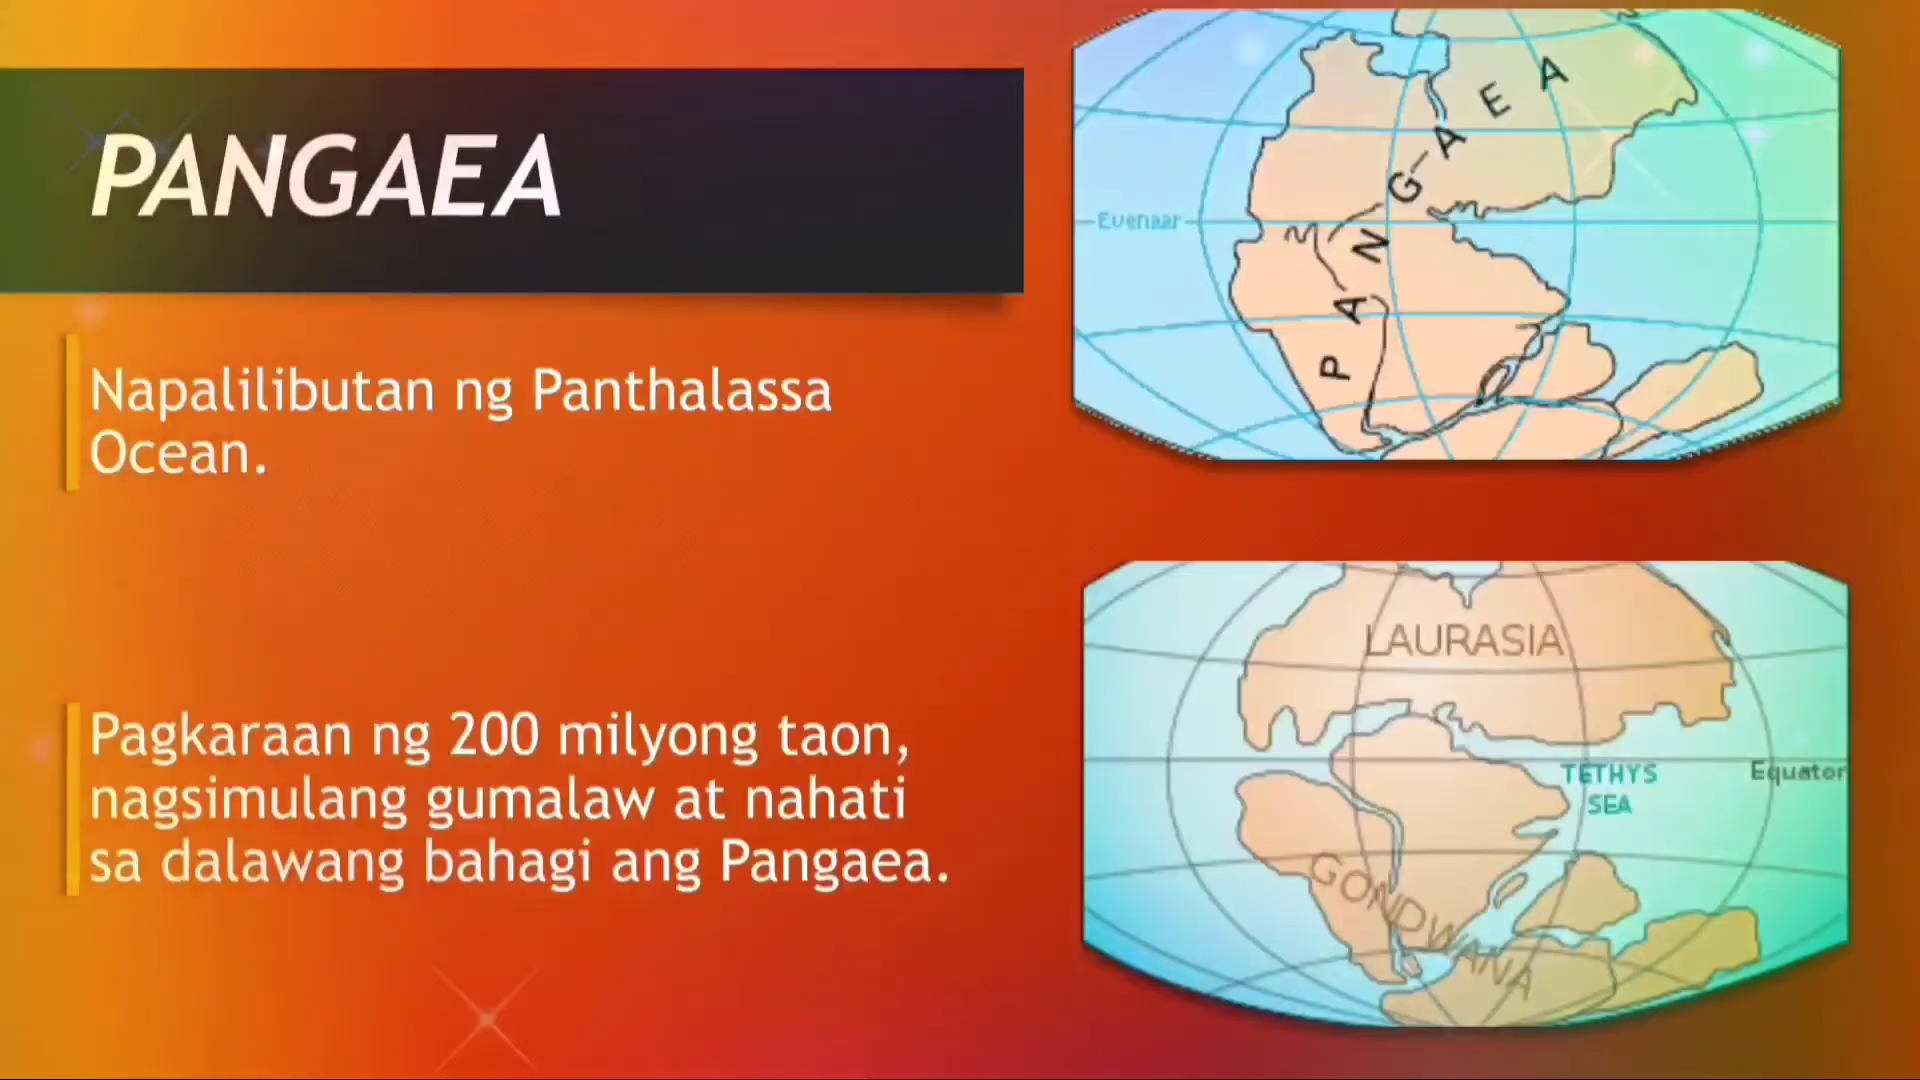 PANGAEA
Napalilibutan ng Panthalassa
Ocean.
Pagkaraan ng 200 milyong taon,
nagsimulang gumalaw at nahati
sa dalawang bahagi ang Pangaea.
PANGAEA
Evenaar
LAURASIA
TETHYS
SEA
Equator
GONDWANA